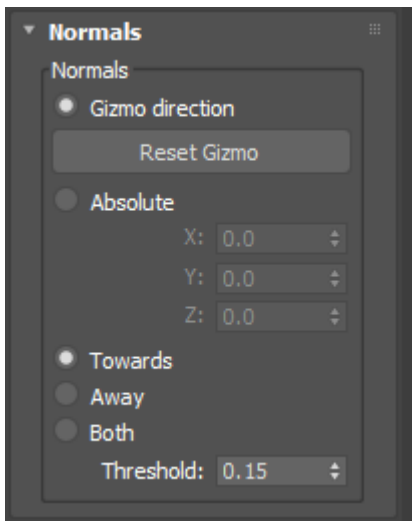 Normals
Normals
Gizmo direction
Reset Gizmo
Absolute
X: 0.0
Y: 0.0
Z: 0.0
Towards
Away
Both
Threshold: 0.15